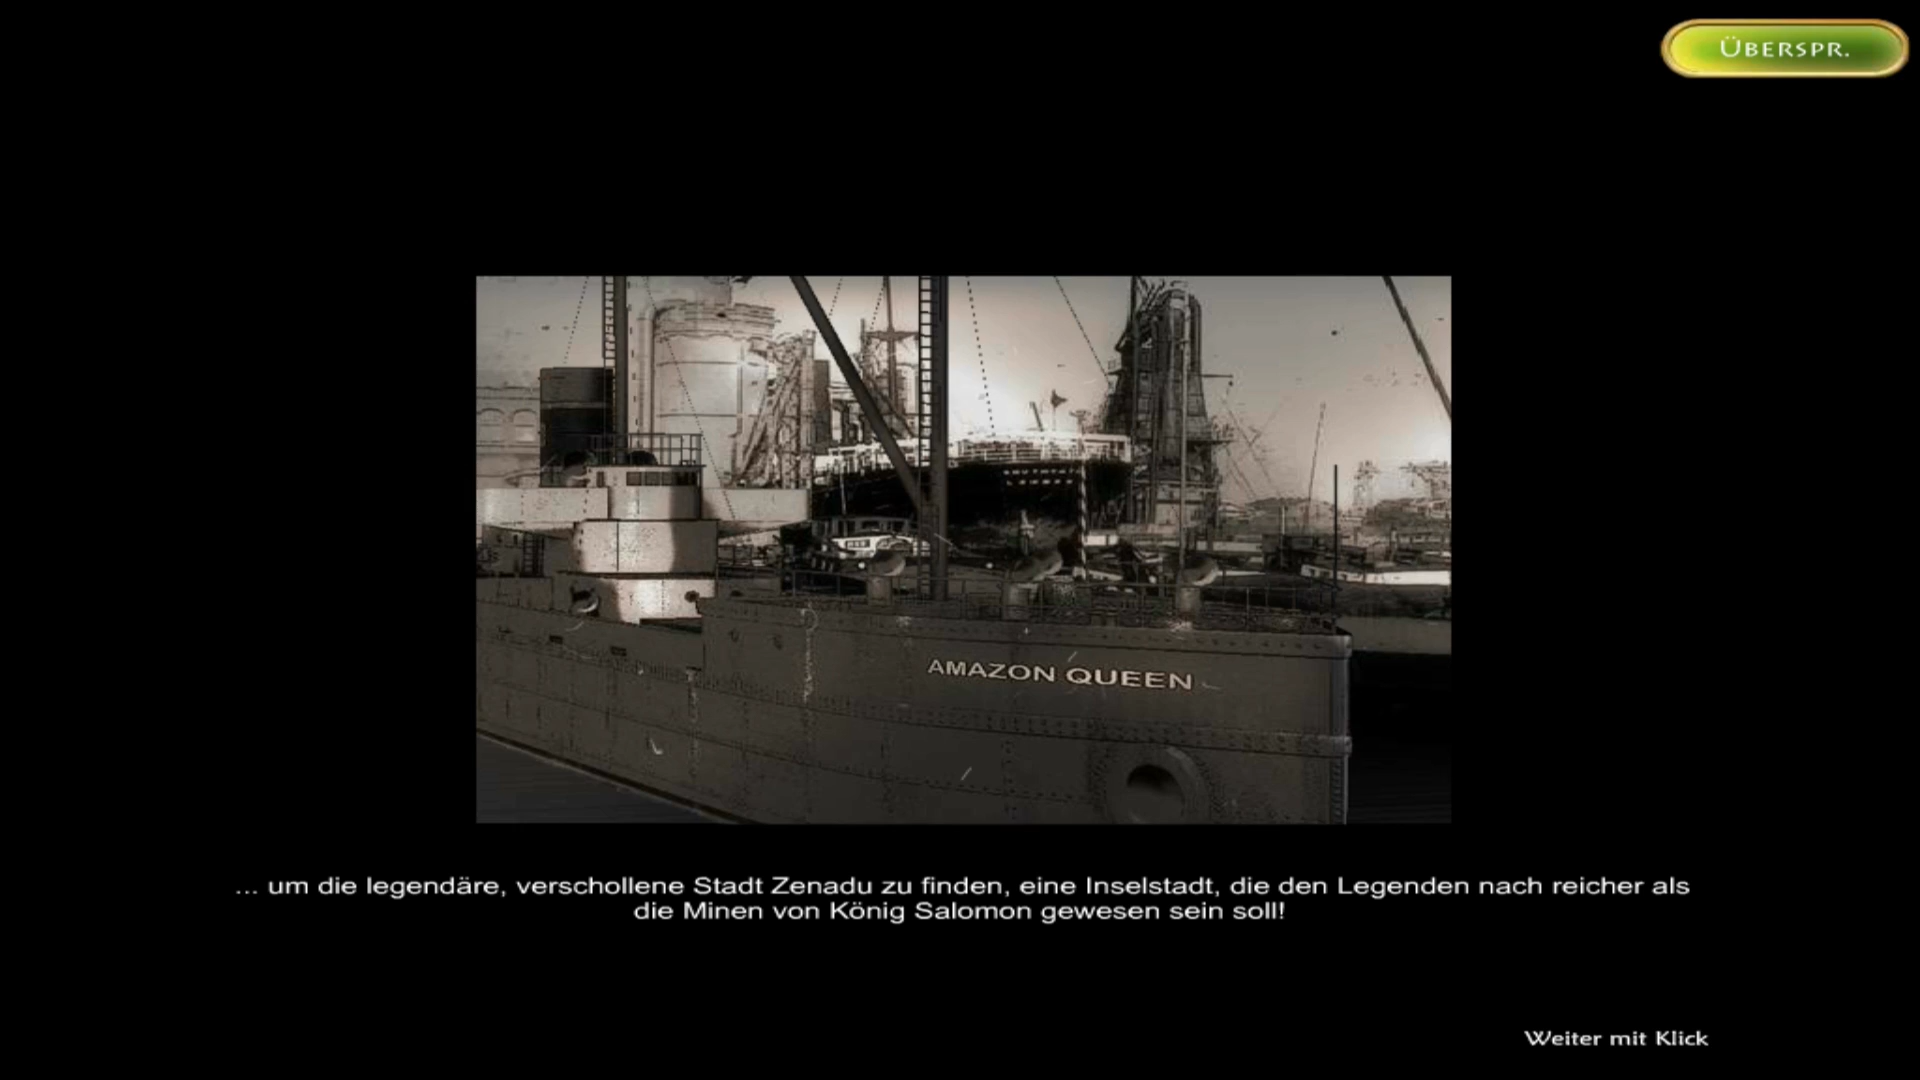 ÜBERSPR.
AMAZON QUEEN
... um die legendäre, verschollene Stadt Zenadu zu finden, eine Inselstadt, die den Legenden nach reicher als
die Minen von König Salomon gewesen sein soll!
Weiter mit Klick